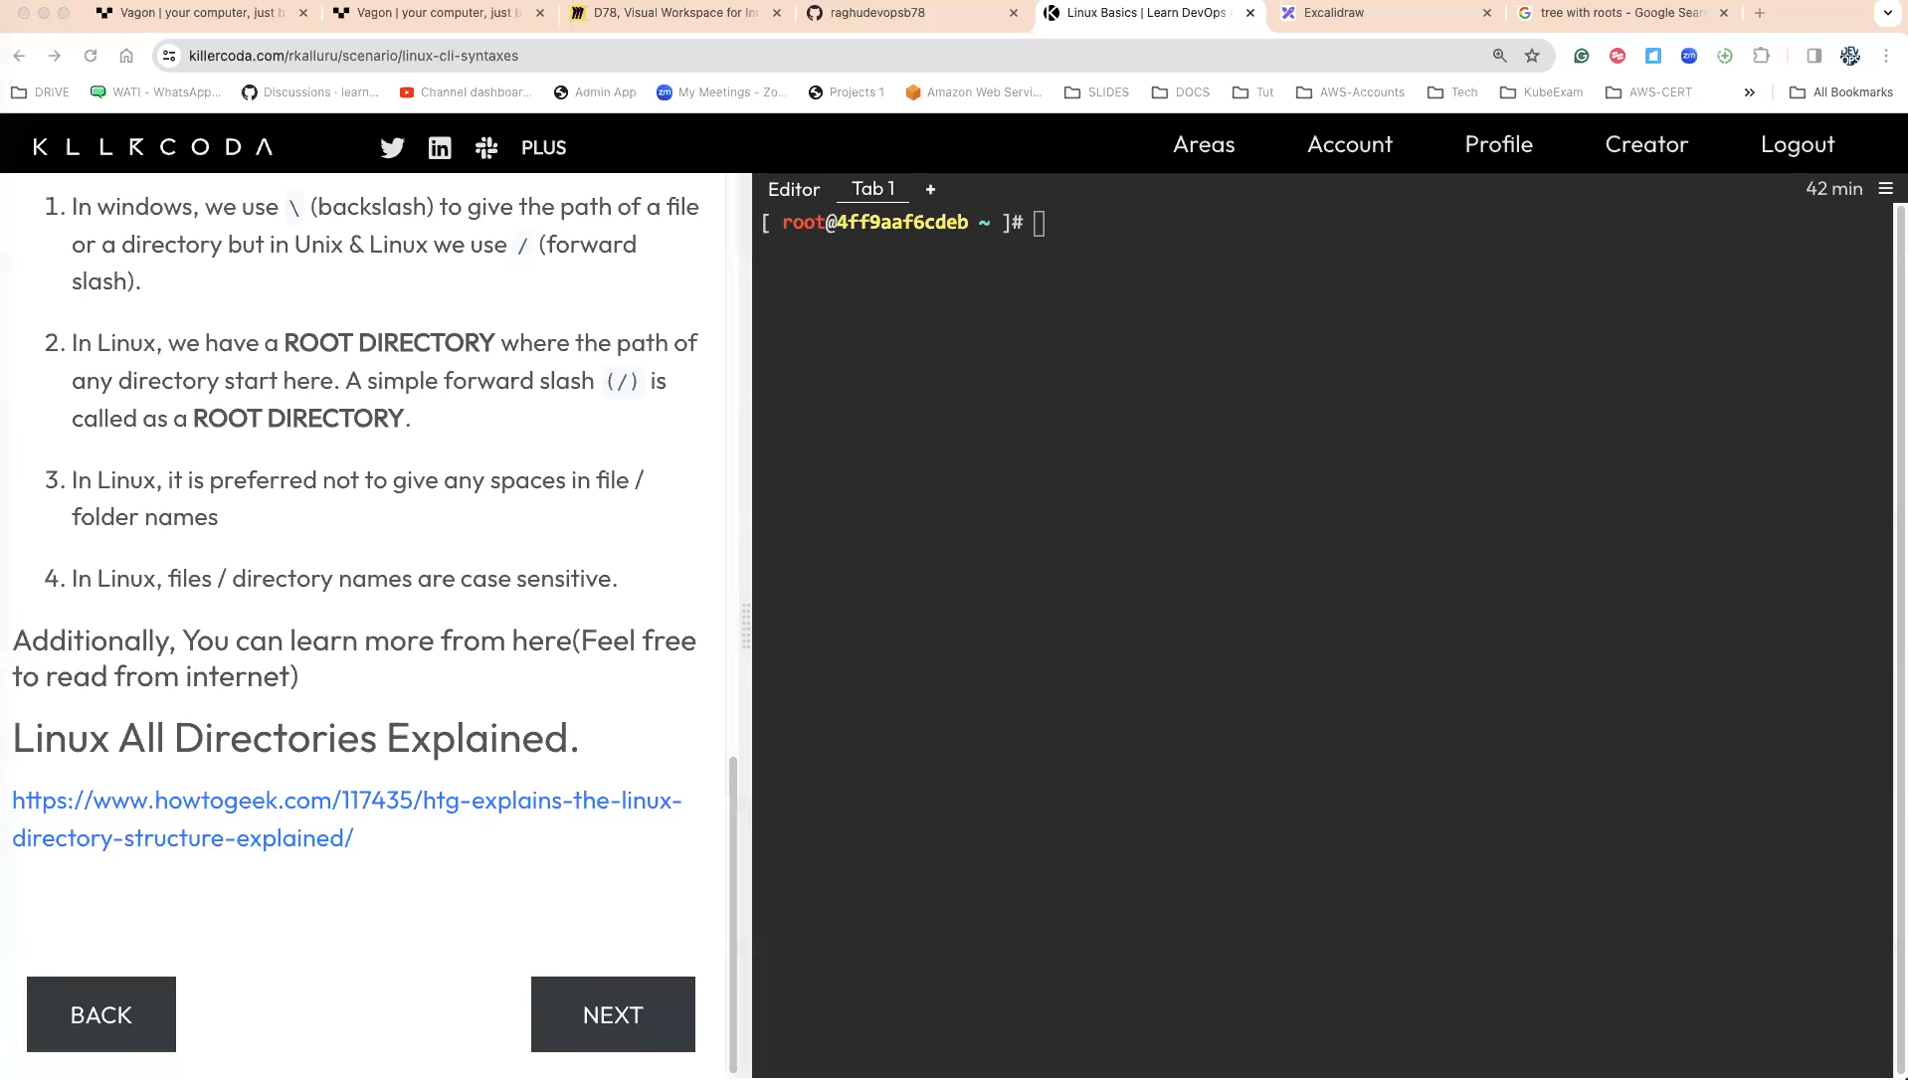 Vagon | your computer, just b
Vagon | your computer, just b
D78, Visual Workspace for In
raghudevopsb78
Linux Basics | Learn DevOps
Excalidraw
tree with roots - Google Sear
killercoda.com/rkalluru/scenario/linux-cli-syntaxes
DRIVE
WATI - WhatsApp...
Discussions · learn...
Channel dashboar...
Admin App
My Meetings - Zo...
Projects 1
Amazon Web Servi...
SLIDES
DOCS
Tut
AWS-Accounts
Tech
KubeExam
AWS-CERT
»
All Bookmarks
KLLRCODA
PLUS
Areas
Account
Profile
Creator
Logout
1. In windows, we use \ (backslash) to give the path of a file
or a directory but in Unix & Linux we use / (forward
slash).
2. In Linux, we have a ROOT DIRECTORY where the path of
any directory start here. A simple forward slash (/) is
called as a ROOT DIRECTORY.
3. In Linux, it is preferred not to give any spaces in file /
folder names
4. In Linux, files / directory names are case sensitive.
Additionally, You can learn more from here(Feel free
to read from internet)
Linux All Directories Explained.
https://www.howtogeek.com/117435/htg-explains-the-linux-
directory-structure-explained/
BACK
NEXT
Editor
Tab 1
+
42 min
[ root@4ff9aaf6cdeb ~ ]#